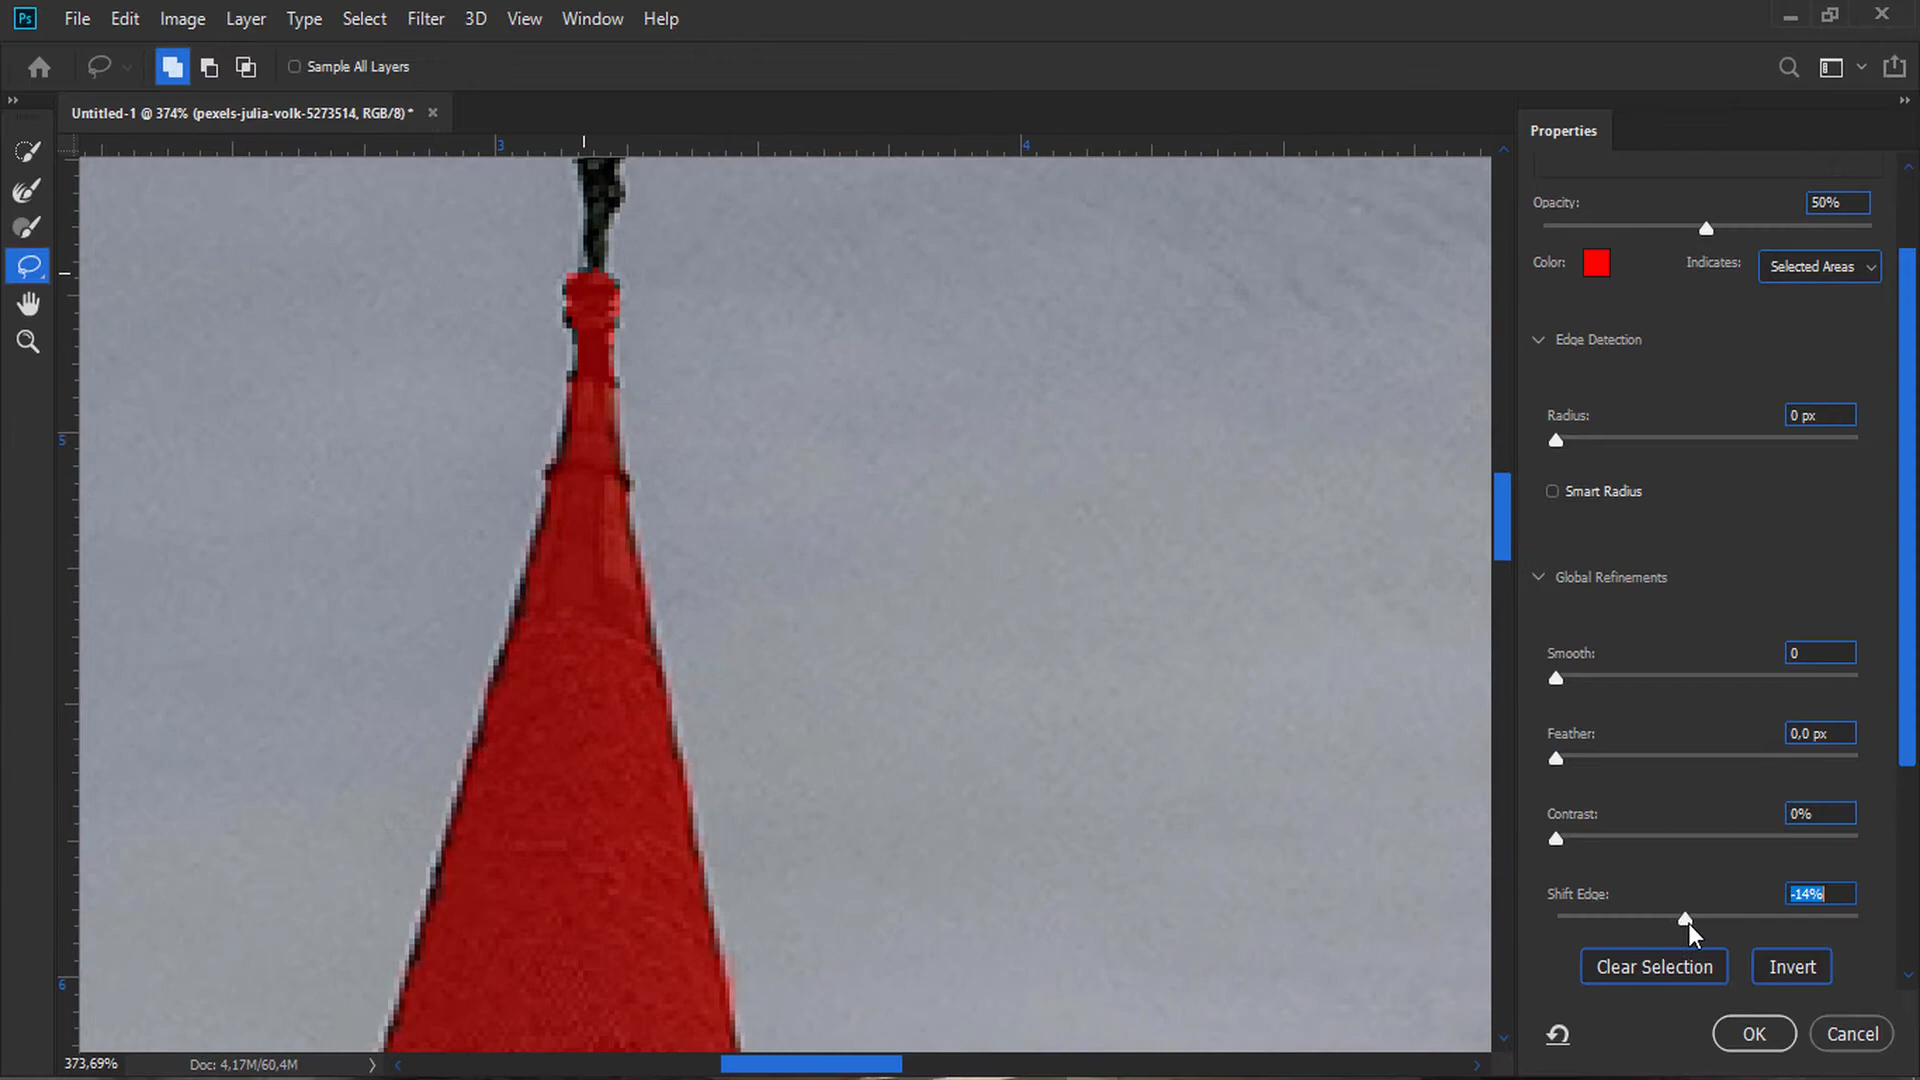 Ps File Edit Image Layer Type Select Filter 3D View Window Help
Sample All Layers
Untitled-1 @ 374% (pexels-julia-volk-5273514, RGB/8) *
Properties
3 4
Opacity: 50%
Color: Indicates: Selected Areas
Edge Detection
Radius: 0 px
5
Smart Radius
Global Refinements
Smooth: 0
Feather: 0,0 px
Contrast: 0%
Shift Edge: -14%
Clear Selection Invert
6
OK Cancel
373,69% Doc: 4,17M/60,4M